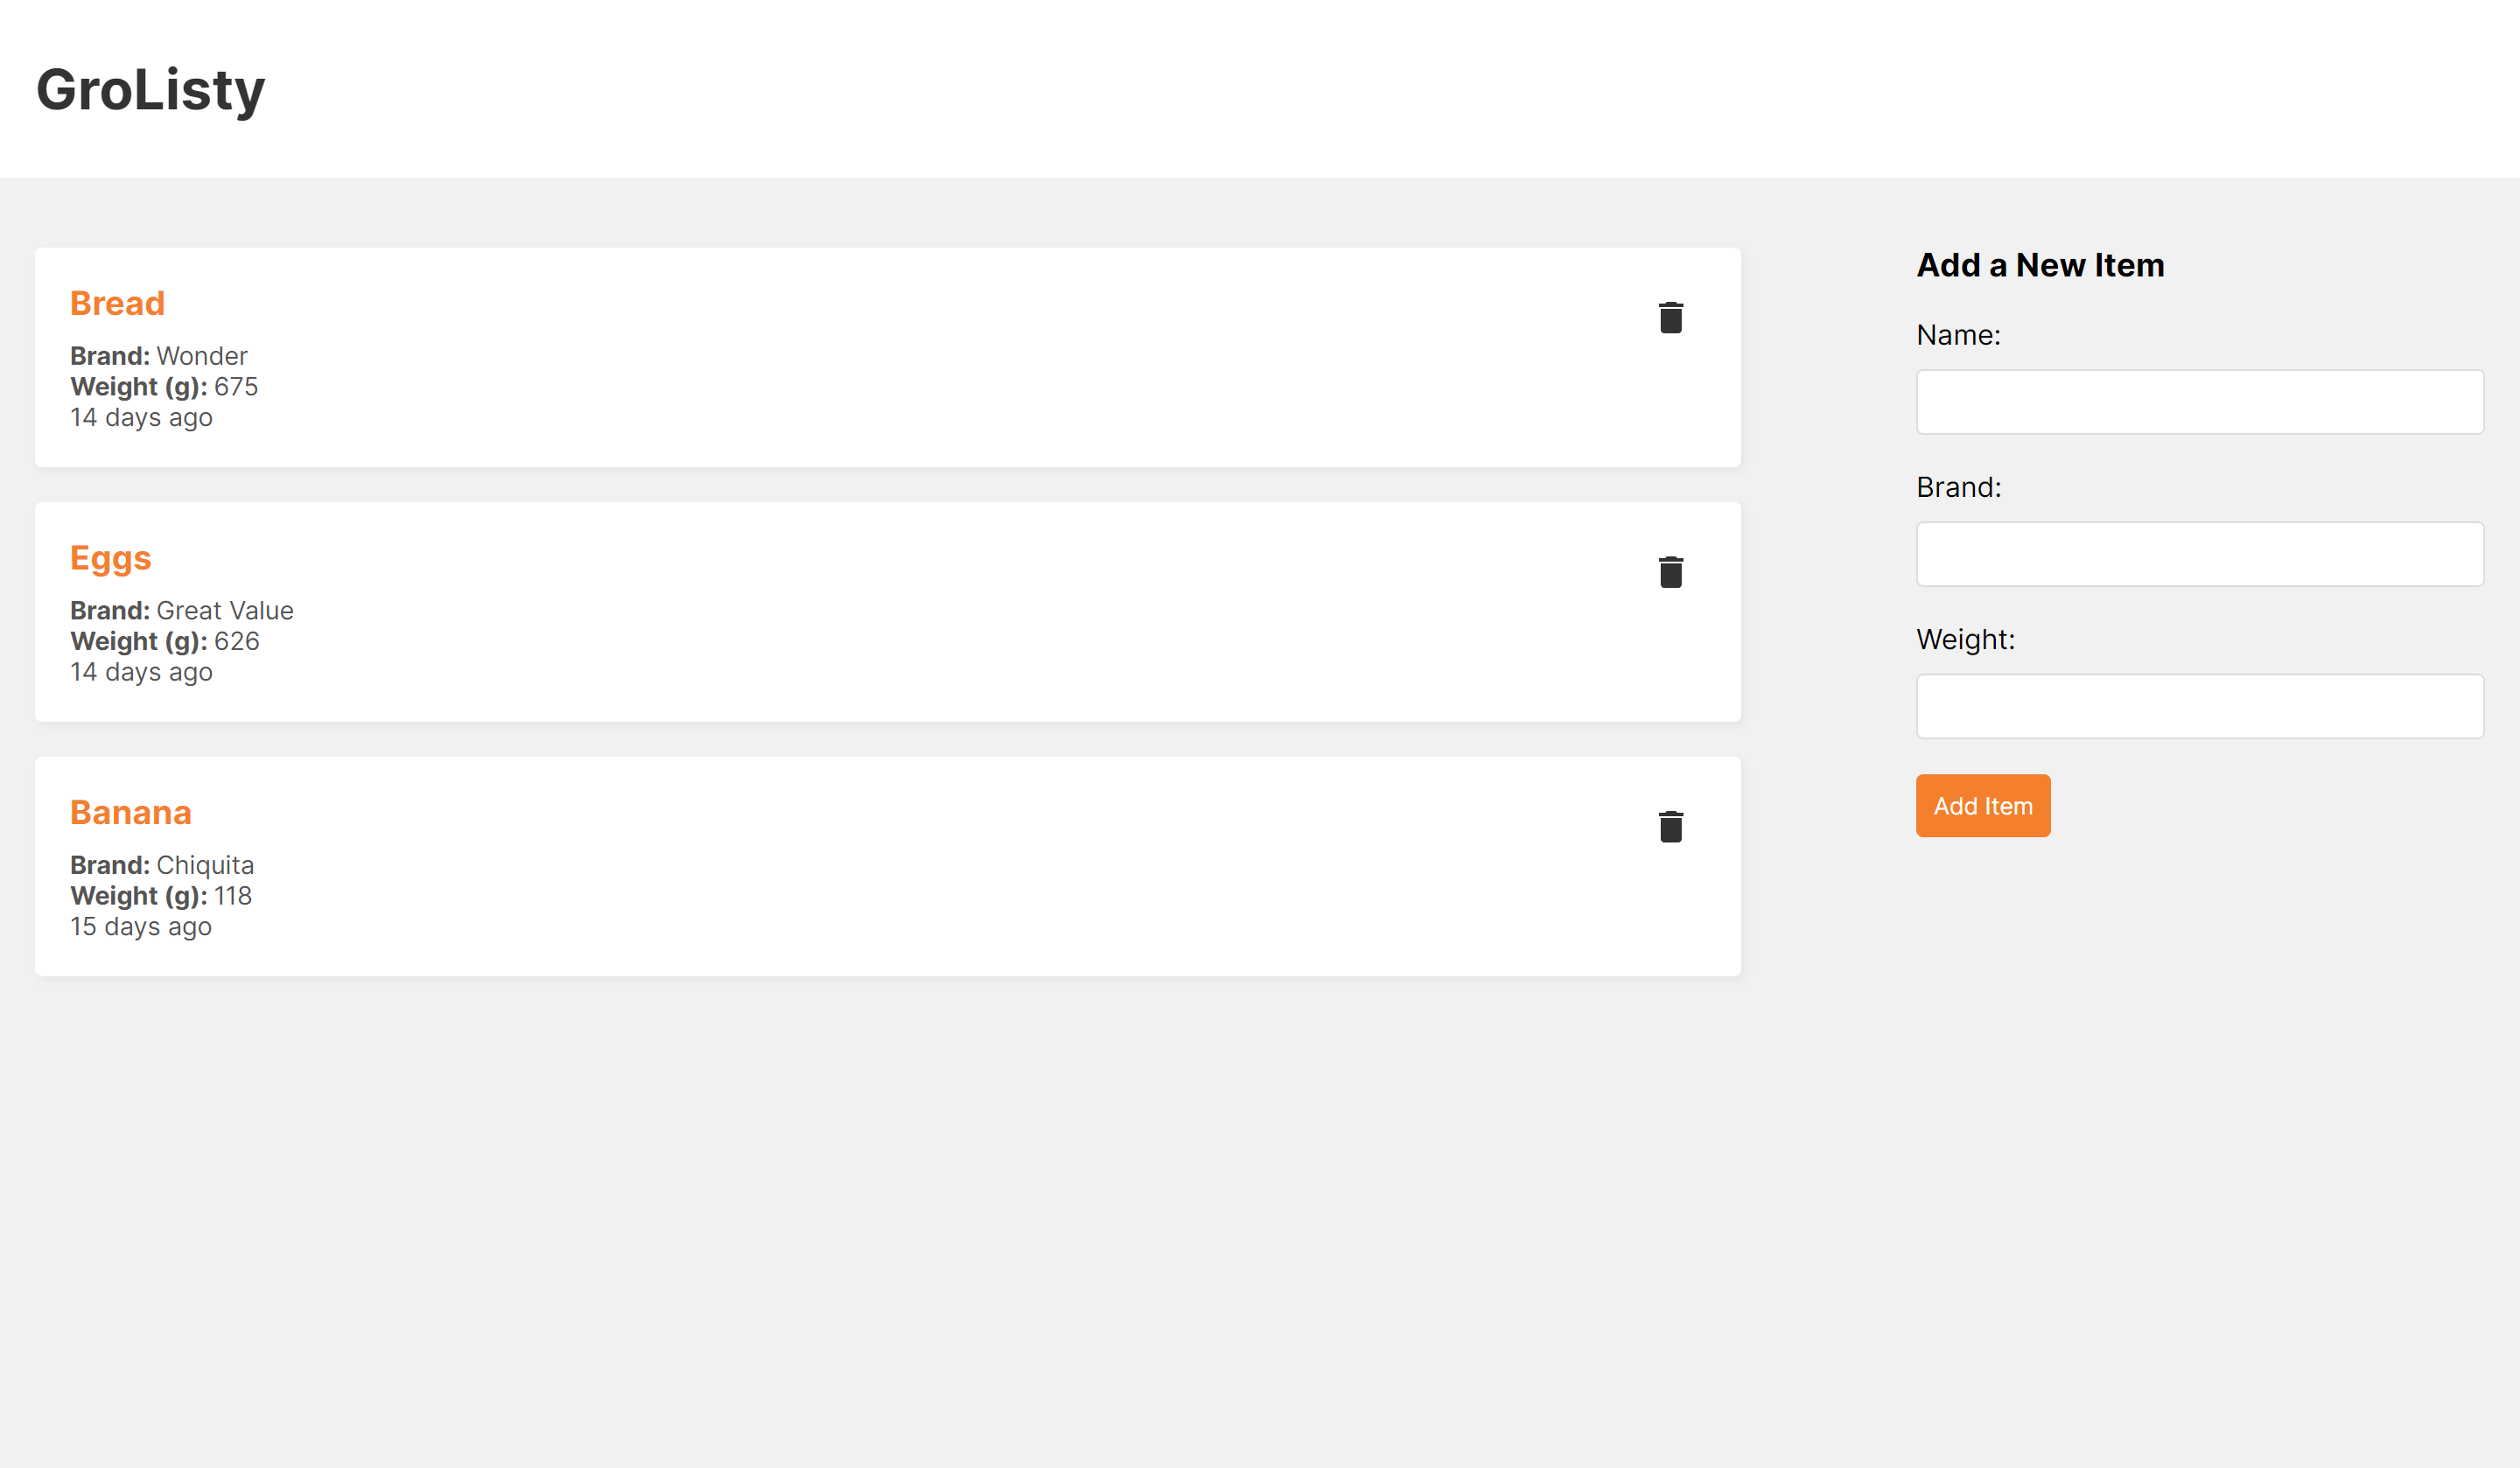 GroListy
Bread
Brand: Wonder
Weight (g): 675
14 days ago
Eggs
Brand: Great Value
Weight (g): 626
14 days ago
Banana
Brand: Chiquita
Weight (g): 118
15 days ago
Add a New Item
Name:
Brand:
Weight:
Add Item